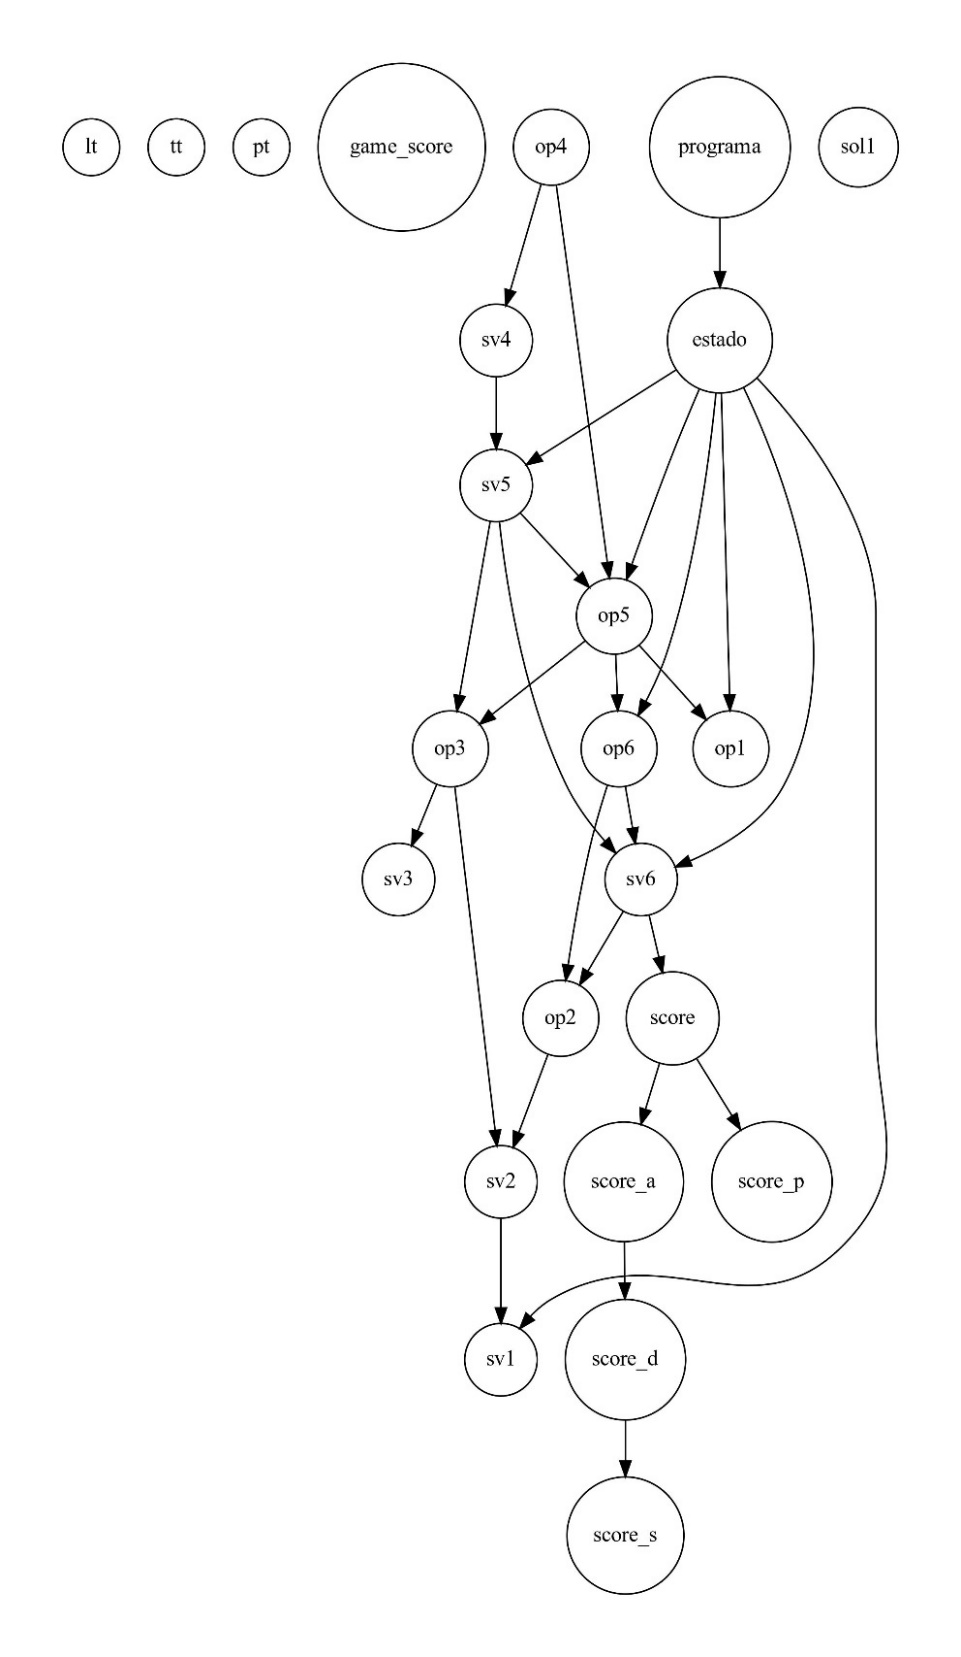 lt
tt
pt
game_score
op4
programa
sol1
sv4
estado
sv5
op5
op3
op6
op1
sv3
sv6
op2
score
sv2
score_a
score_p
sv1
score_d
score_s